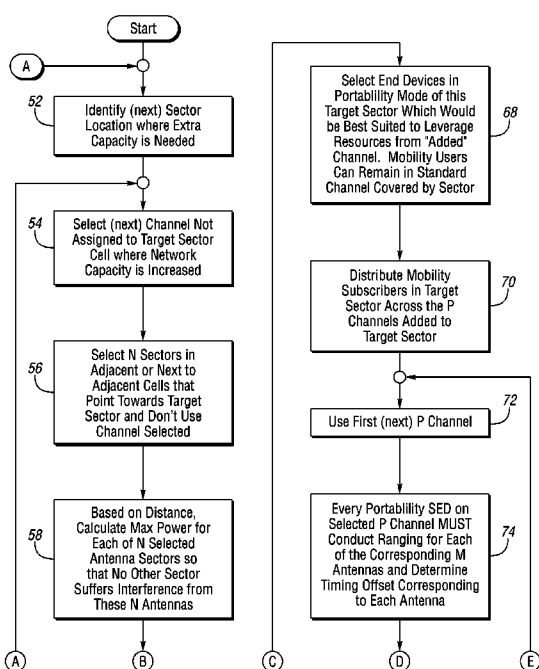 Start
A
52
Identify (next) Sector
Location where Extra
Capacity is Needed
54
Select (next) Channel Not
Assigned to Target Sector
Cell where Network
Capacity is Increased
56
Select N Sectors in
Adjacent or Next to
Adjacent Cells that
Point Towards Target
Sector and Don't Use
Channel Selected
58
Based on Distance,
Calculate Max Power for
Each of N Selected
Antenna Sectors so
that No Other Sector
Suffers Interference from
These N Antennas
A
B
Select End Devices in
Portability Mode of this
Target Sector Which Would
be Best Suited to Leverage
Resources from "Added"
Channel. Mobility Users
Can Remain in Standard
Channel Covered by Sector
68
Distribute Mobility
Subscribers in Target
Sector Across the P
Channels Added to
Target Sector
70
72
Use First (next) P Channel
Every Portability SED on
Selected P Channel MUST
Conduct Ranging for Each
of the Corresponding M
Antennas and Determine
Timing Offset Corresponding
to Each Antenna
74
C
D
E